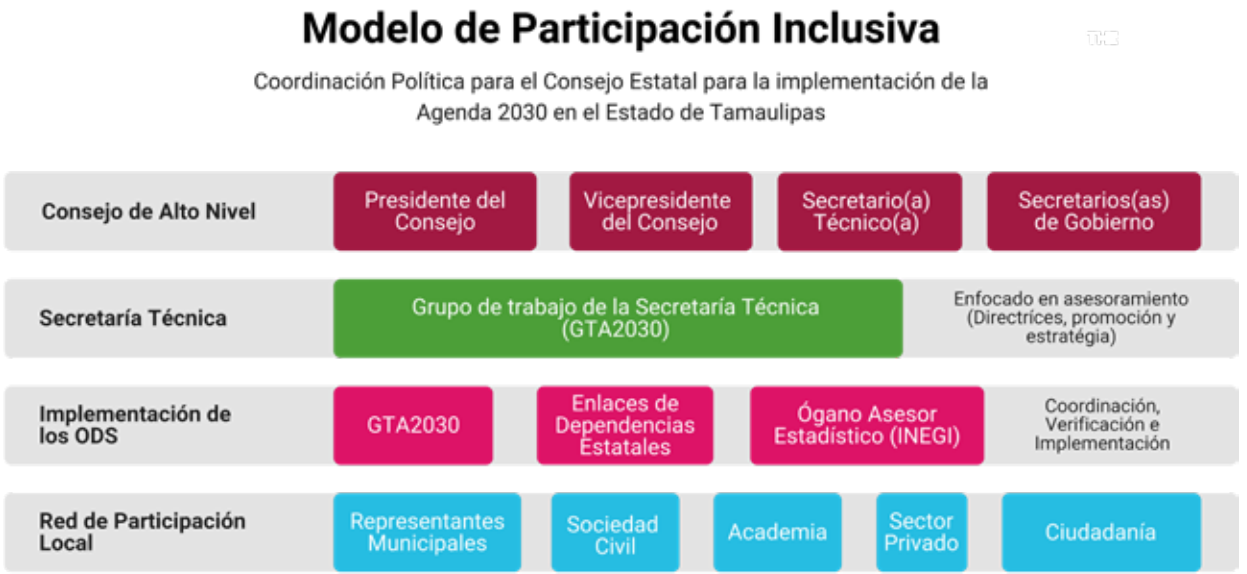 Modelo de Participación Inclusiva
THE
Coordinación Política para el Consejo Estatal para la implementación de la
Agenda 2030 en el Estado de Tamaulipas
Consejo de Alto Nivel
Presidente del
Consejo
Vicepresidente
del Consejo
Secretario(a)
Técnico(a)
Secretarios(as)
de Gobierno
Secretaría Técnica
Grupo de trabajo de la Secretaría Técnica
(GTA2030)
Enfocado en asesoramiento
(Directríces, promoción y
estratégia)
Implementación de
los ODS
GTA2030
Enlaces de
Dependencias
Estatales
Ógano Asesor
Estadístico (INEGI)
Coordinación,
Verificación e
Implementación
Red de Participación
Local
Representantes
Municipales
Sociedad
Civil
Academia
Sector
Privado
Ciudadanía